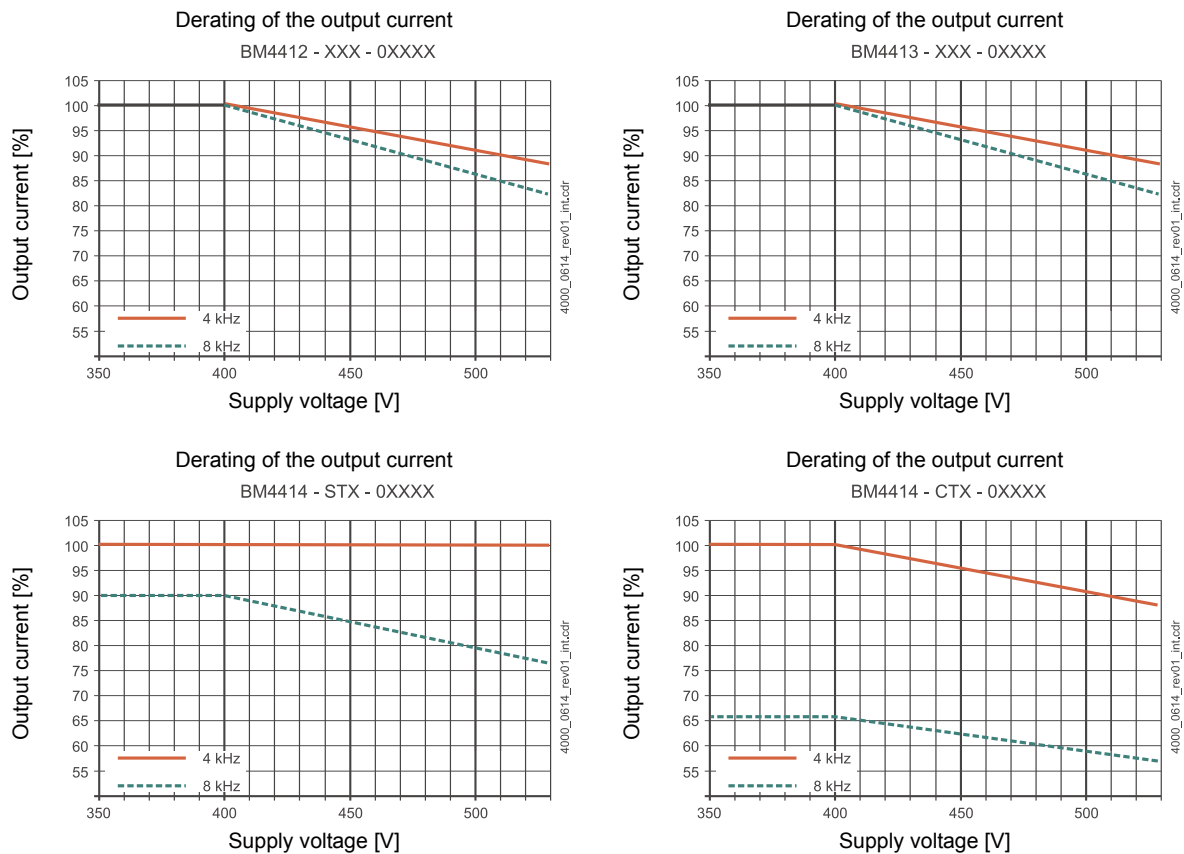 Derating of the output current
BM4412 - XXX - 0XXXX
Output current [%]
105
100
95
90
85
80
75
70
65
60
55
4 kHz
8 kHz
350
400
450
500
Supply voltage [V]
4000_0614_rev01_int.cdr
Derating of the output current
BM4413 - XXX - 0XXXX
Output current [%]
105
100
95
90
85
80
75
70
65
60
55
4 kHz
8 kHz
350
400
450
500
Supply voltage [V]
4000_0614_rev01_int.cdr
Derating of the output current
BM4414 - STX - 0XXXX
Output current [%]
105
100
95
90
85
80
75
70
65
60
55
4 kHz
8 kHz
350
400
450
500
Supply voltage [V]
4000_0614_rev01_int.cdr
Derating of the output current
BM4414 - CTX - 0XXXX
Output current [%]
105
100
95
90
85
80
75
70
65
60
55
4 kHz
8 kHz
350
400
450
500
Supply voltage [V]
4000_0614_rev01_int.cdr